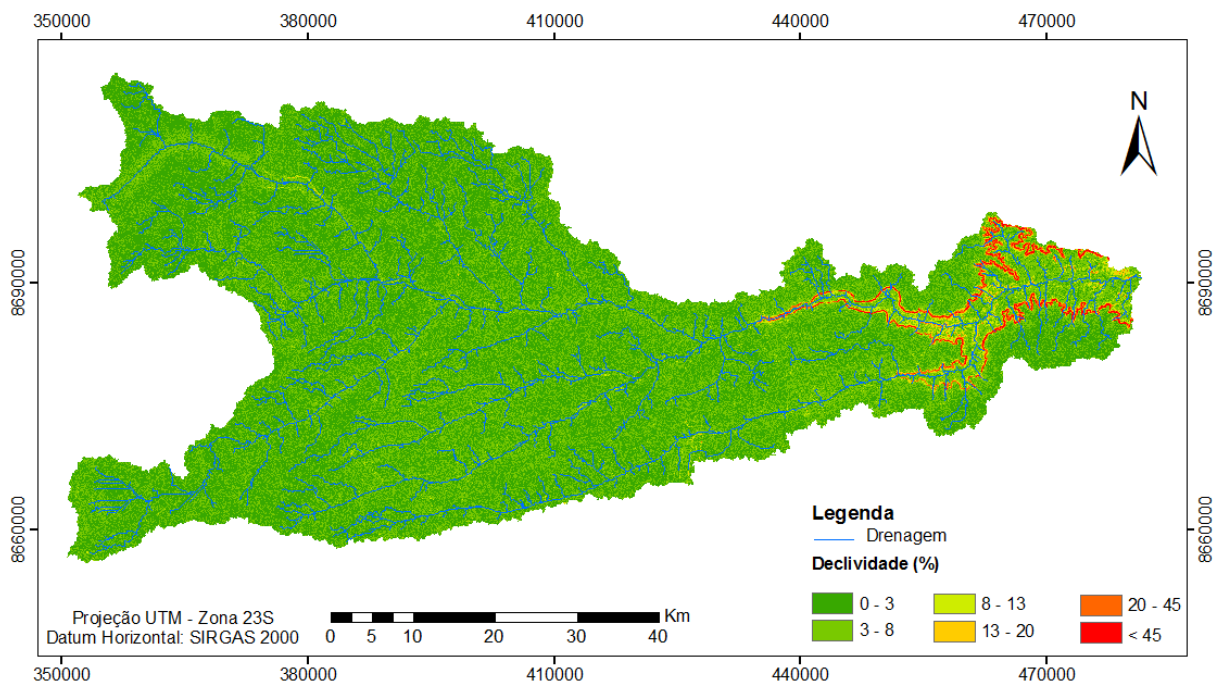 350000 380000 410000 440000 470000
N
8690000 8690000
8660000 8660000
Legenda
Drenagem
Declividade (%)
0 - 3 8 - 13 20 - 45
3 - 8 13 - 20 < 45
Projeção UTM - Zona 23S
Datum Horizontal: SIRGAS 2000
Km
0 5 10 20 30 40
350000 380000 410000 440000 470000